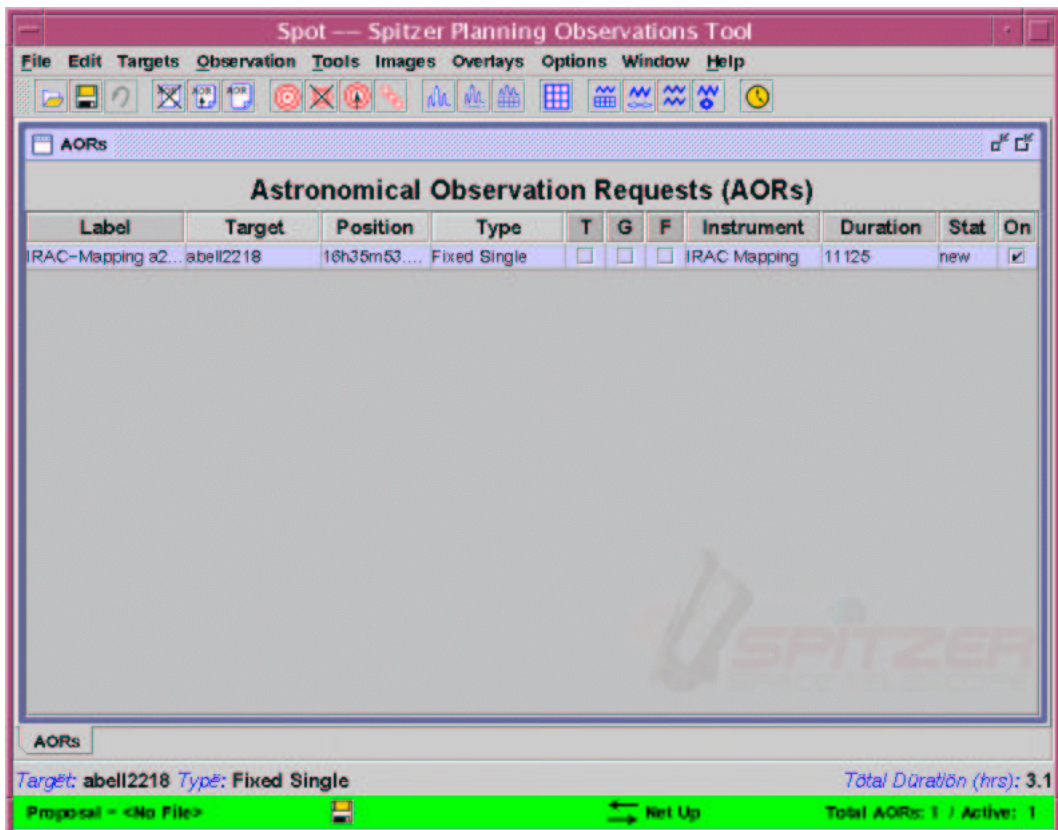 Spot -- Spitzer Planning Observations Tool
File Edit Targets Observation Tools Images Overlays Options Window Help
AORs
Astronomical Observation Requests (AORs)
Label Target Position Type T G F Instrument Duration Stat On
IRAC-Mapping a2... abell2218 16h35m53.... Fixed Single IRAC Mapping 11125 new
SPITZER
SPACE TELESCOPE
AORs
Target: abell2218 Type: Fixed Single Total Duration (hrs): 3.1
Proposal = <No File> Net Up Total AORs: 1 / Active: 1